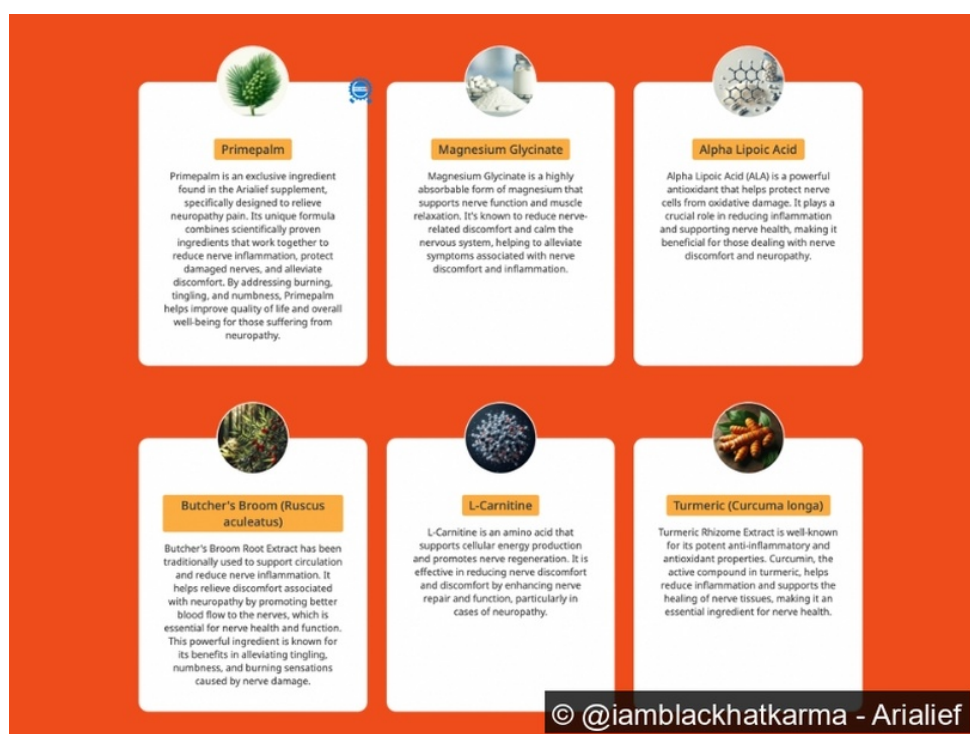 Primepalm
Primepalm is an exclusive ingredient
found in the Arialief supplement,
specifically designed to relieve
neuropathy pain. Its unique formula
combines scientifically proven
ingredients that work together to
reduce nerve inflammation, protect
damaged nerves, and alleviate
discomfort. By addressing burning,
tingling, and numbness, Primepalm
helps improve quality of life and overall
well-being for those suffering from
neuropathy.
Magnesium Glycinate
Magnesium Glycinate is a highly
absorbable form of magnesium that
supports nerve function and muscle
relaxation. It's known to reduce nerve-
related discomfort and calm the
nervous system, helping to alleviate
symptoms associated with nerve
discomfort and inflammation.
Alpha Lipoic Acid
Alpha Lipoic Acid (ALA) is a powerful
antioxidant that helps protect nerve
cells from oxidative damage. It plays a
crucial role in reducing inflammation
and supporting nerve health, making it
beneficial for those dealing with nerve
discomfort and neuropathy.
Butcher's Broom (Ruscus
aculeatus)
Butcher's Broom Root Extract has been
traditionally used to support circulation
and reduce nerve inflammation. It
helps relieve discomfort associated
with neuropathy by promoting better
blood flow to the nerves, which is
essential for nerve health and function.
This powerful ingredient is known for
its benefits in alleviating tingling,
numbness, and burning sensations
caused by nerve damage.
L-Carnitine
L-Carnitine is an amino acid that
supports cellular energy production
and promotes nerve regeneration. It is
effective in reducing nerve discomfort
and discomfort by enhancing nerve
repair and function, particularly in
cases of neuropathy.
Turmeric (Curcuma longa)
Turmeric Rhizome Extract is well-known
for its potent anti-inflammatory and
antioxidant properties. Curcumin, the
active compound in turmeric, helps
reduce inflammation and supports the
healing of nerve tissues, making it an
essential ingredient for nerve health.
© @iamblackhatkarma - Arialief